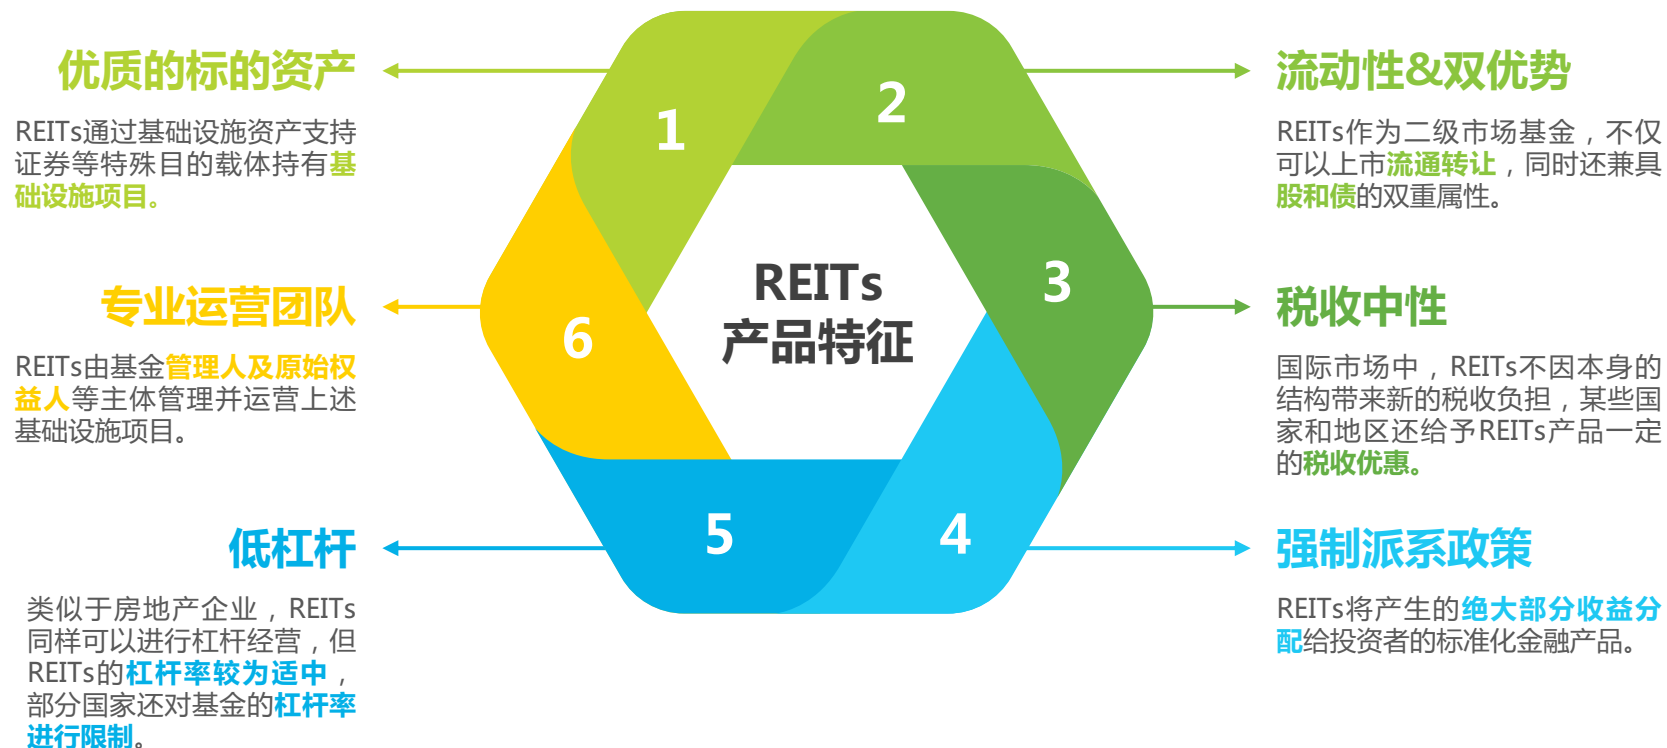 优质的标的资产
REITs通过基础设施资产支持
证券等特殊目的载体持有基
础设施项目。
1
2
流动性&双优势
REITs作为二级市场基金，不仅
可以上市流通转让，同时还兼具
股和债的双重属性。
REITs
产品特征
3
税收中性
国际市场中，REITs不因本身的
结构带来新的税收负担，某些国
家和地区还给予REITs产品一定
的税收优惠。
4
强制派系政策
REITs将产生的绝大部分收益分
配给投资者的标准化金融产品。
5
低杠杆
类似于房地产企业，REITs
同样可以进行杠杆经营，但
REITs的杠杆率较为适中，
部分国家还对基金的杠杆率
进行限制。
6
专业运营团队
REITs由基金管理人及原始权
益人等主体管理并运营上述
基础设施项目。